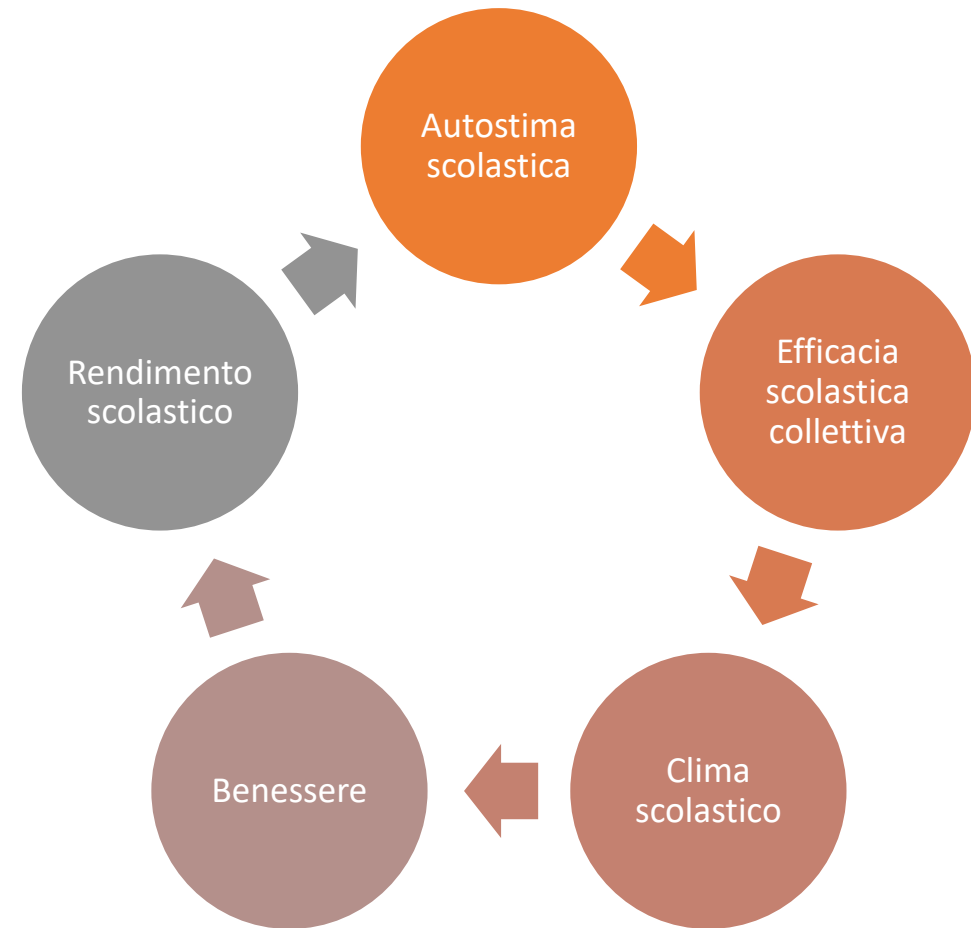 Autostima
scolastica
Efficacia
scolastica
collettiva
Clima
scolastico
Benessere
Rendimento
scolastico